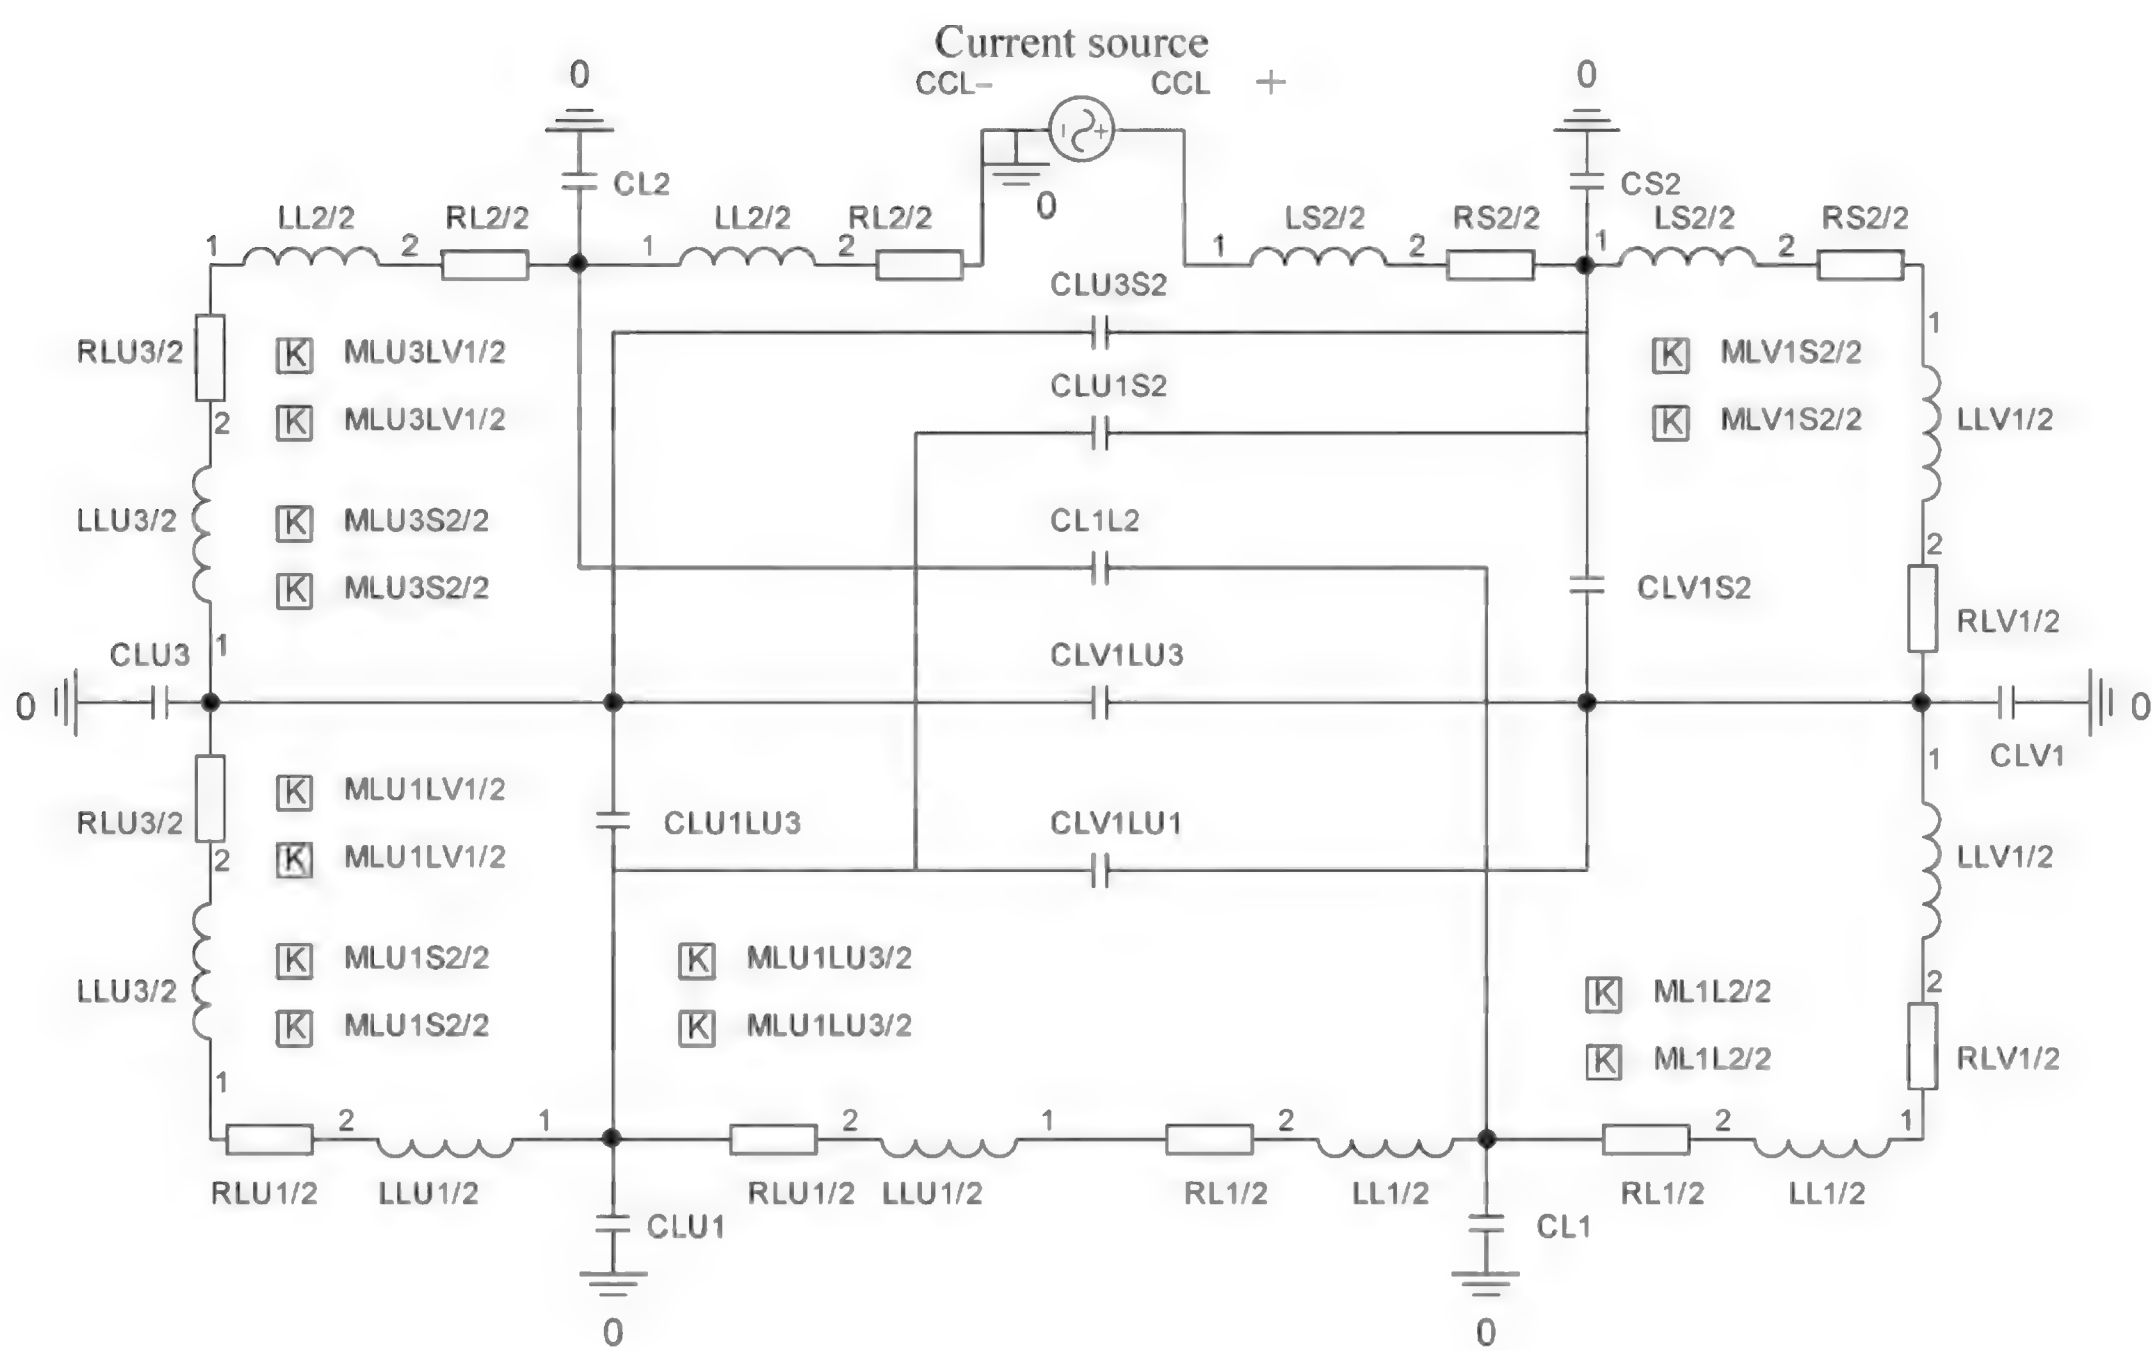 Current source
CCL- CCL +
0 0
CL2 0 CS2
LL2/2 RL2/2 LL2/2 RL2/2 LS2/2 RS2/2 LS2/2 RS2/2
1 2 1 2 1 2 1 2
CLU3S2
1
RLU3/2 K MLU3LV1/2 K MLV1S2/2
CLU1S2
2 K MLU3LV1/2 K MLV1S2/2 LLV1/2
LLU3/2 K MLU3S2/2 CL1L2
2
K MLU3S2/2 CLV1S2
RLV1/2
CLU3 1 CLV1LU3
0 0
1 CLV1
K MLU1LV1/2
RLU3/2 CLU1LU3 CLV1LU1
2 K MLU1LV1/2 LLV1/2
K MLU1S2/2 K MLU1LU3/2
LLU3/2 K ML1L2/2 2
K MLU1S2/2 K MLU1LU3/2
K ML1L2/2 RLV1/2
1
2 1 2 1 2 2 1
RLU1/2 LLU1/2 RLU1/2 LLU1/2 RL1/2 LL1/2 RL1/2 LL1/2
CLU1 CL1
0 0